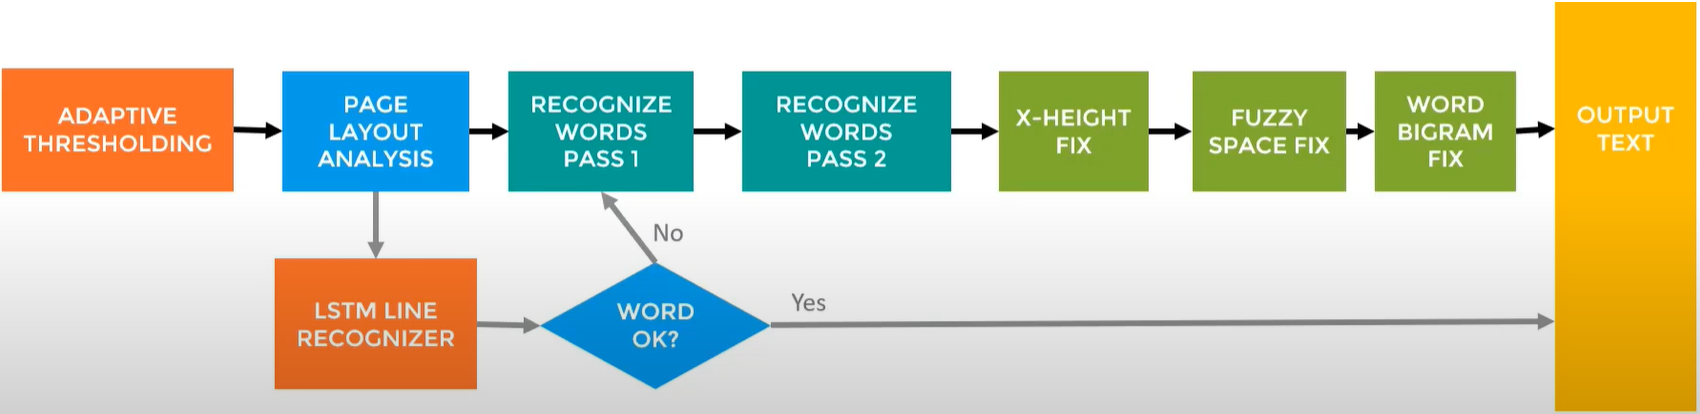 ADAPTIVE
THRESHOLDING
PAGE
LAYOUT
ANALYSIS
RECOGNIZE
WORDS
PASS 1
RECOGNIZE
WORDS
PASS 2
X-HEIGHT
FIX
FUZZY
SPACE FIX
WORD
BIGRAM
FIX
OUTPUT
TEXT
No
LSTM LINE
RECOGNIZER
WORD
OK?
Yes